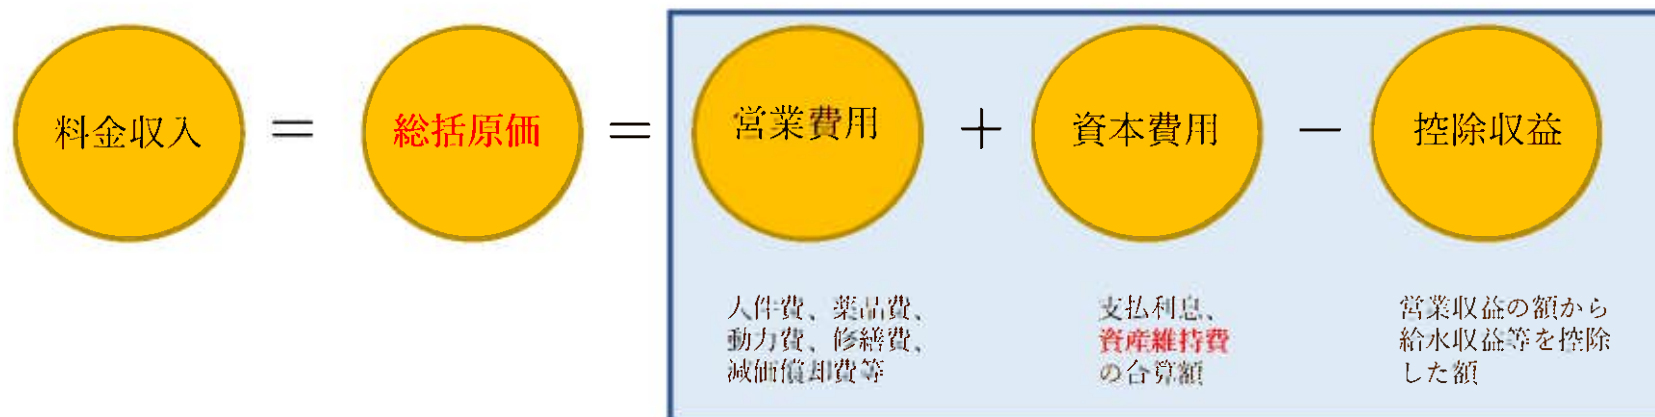 料金収入 = 総括原価 = 営業費用 + 資本費用 − 控除収益
人件費、薬品費、
動力費、修繕費、
減価償却費等
支払利息、
資産維持費
の合算額
営業収益の額から
給水収益等を控除
した額